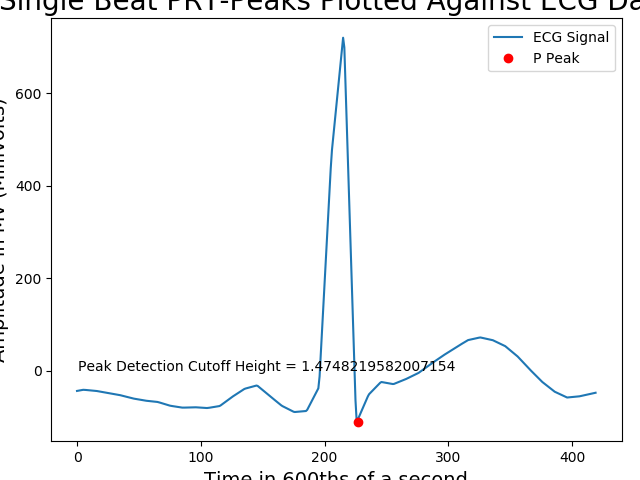 Single Beat PRT-Peaks Plotted Against ECG Da
ECG Signal
P Peak
Amplitude in MV (MilliVolts)
600
400
200
0
Peak Detection Cutoff Height = 1.4748219582007154
0 100 200 300 400
Time in 600ths of a second